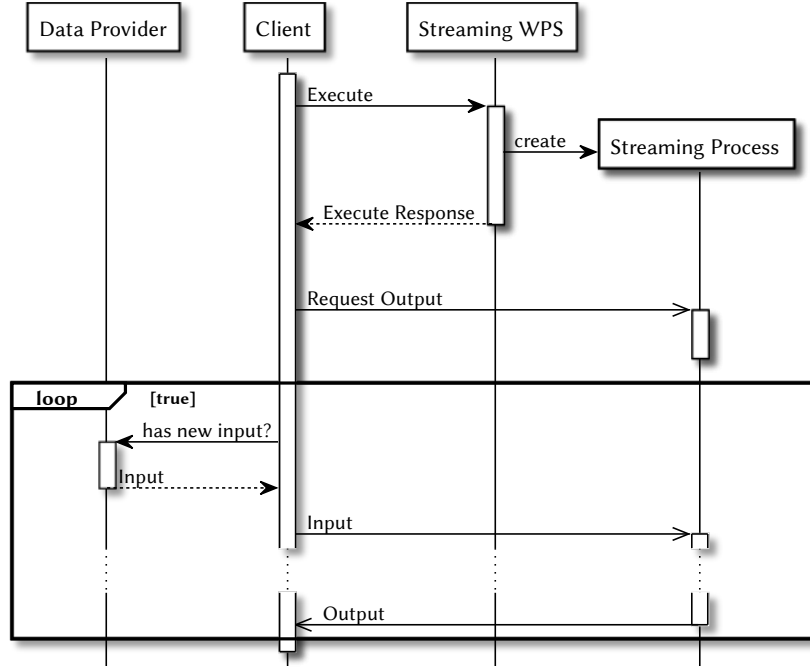 Data Provider
Client
Streaming WPS
Execute
create
Streaming Process
Execute Response
Request Output
loop
[true]
has new input?
Input
Input
Output